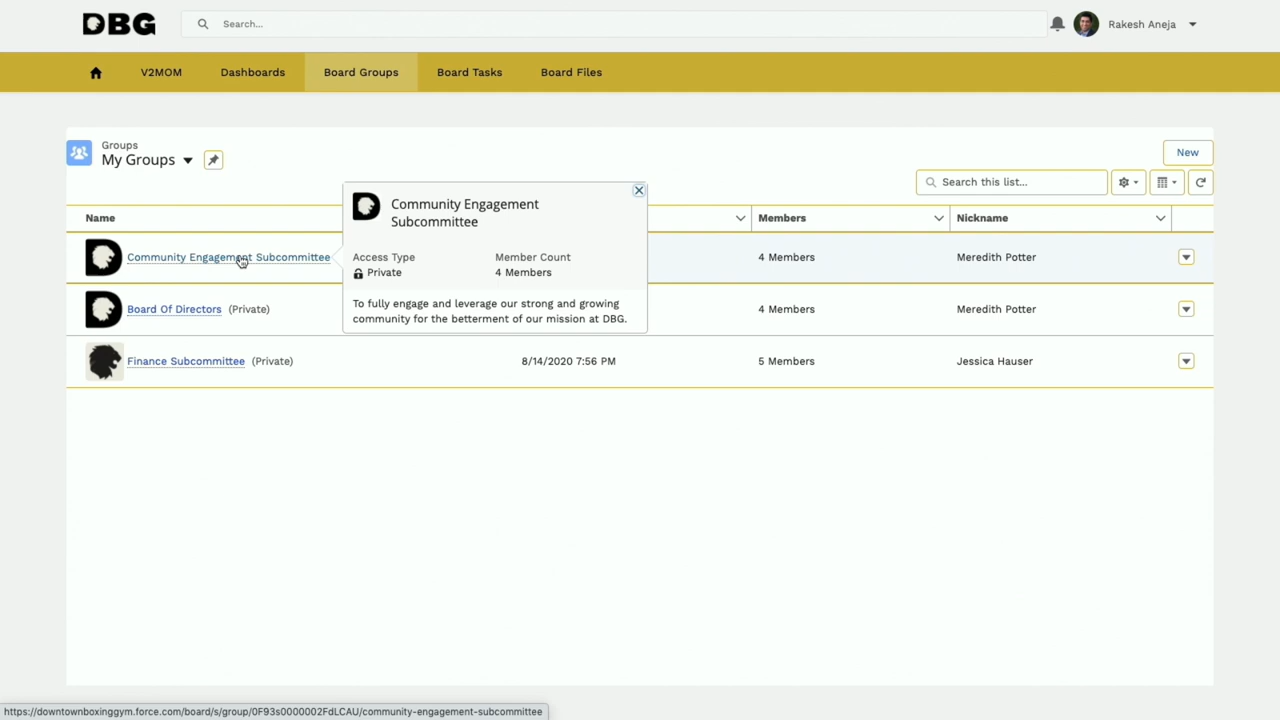 DBG
Search...
Rakesh Aneja
V2MOM
Dashboards
Board Groups
Board Tasks
Board Files
Groups
My Groups
New
Search this list...
Name
Members
Nickname
Community Engagement Subcommittee
4 Members
Meredith Potter
Board Of Directors (Private)
4 Members
Meredith Potter
Finance Subcommittee (Private)
8/14/2020 7:56 PM
5 Members
Jessica Hauser
Community Engagement
Subcommittee
Access Type
Private
Member Count
4 Members
To fully engage and leverage our strong and growing
community for the betterment of our mission at DBG.
https://downtownboxinggym.force.com/board/s/group/0F93s0000002FdLCAU/community-engagement-subcommittee